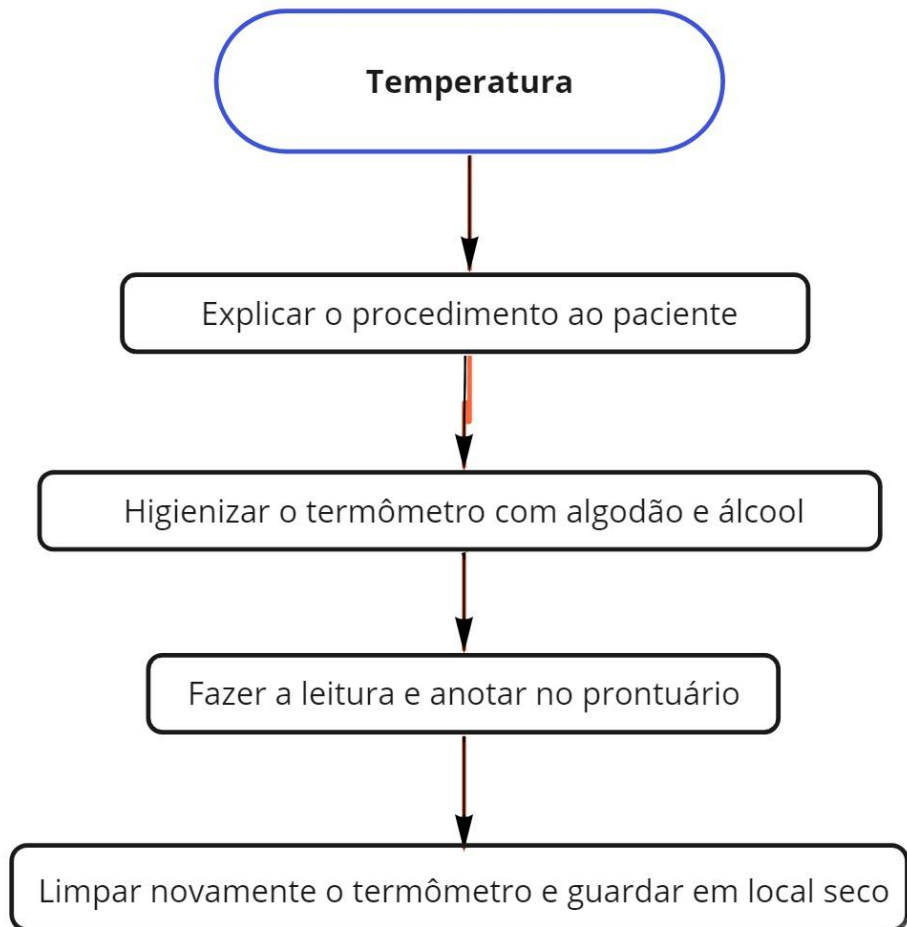 Temperatura
Explicar o procedimento ao paciente
Higienizar o termômetro com algodão e álcool
Fazer a leitura e anotar no prontuário
Limpar novamente o termômetro e guardar em local seco